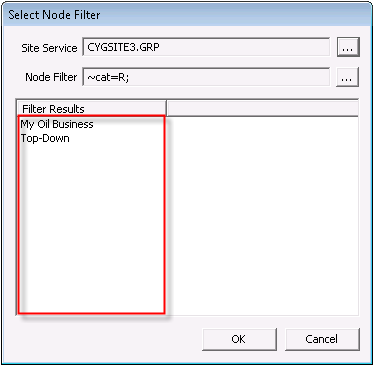 Select Node Filter
Site Service CYGSITE3.GRP ...
Node Filter ~cat=R; ...
Filter Results
My Oil Business
Top-Down
OK Cancel